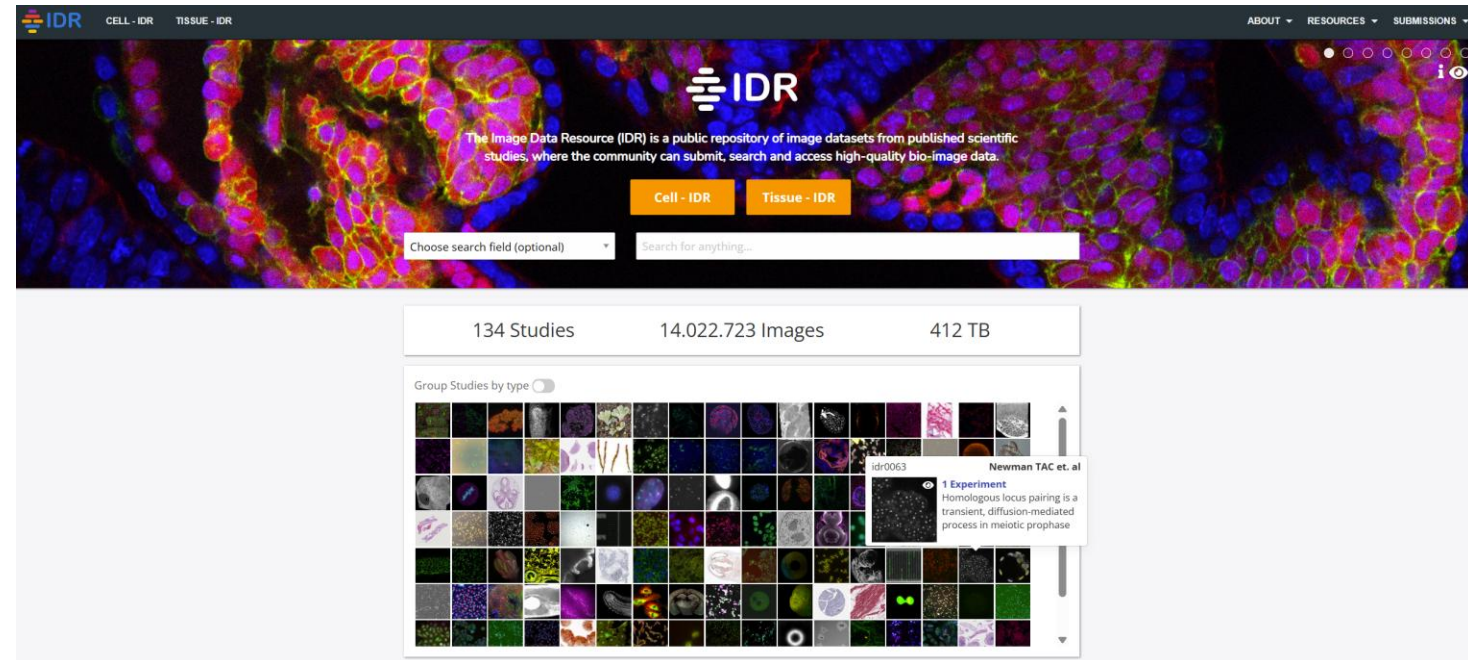 IDR
CELL - IDR
TISSUE - IDR
ABOUT
RESOURCES
SUBMISSIONS
IDR
The Image Data Resource (IDR) is a public repository of image datasets from published scientific
studies, where the community can submit, search and access high-quality bio-image data.
Cell - IDR
Tissue - IDR
Choose search field (optional)
Search for anything...
134 Studies
14.022.723 Images
412 TB
Group Studies by type
idr0063
Newman TAC et. al
1 Experiment
Homologous locus pairing is a
transient, diffusion-mediated
process in meiotic prophase